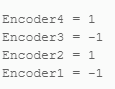 Encoder4 = 1
Encoder3 = -1
Encoder2 = 1
Encoder1 = -1